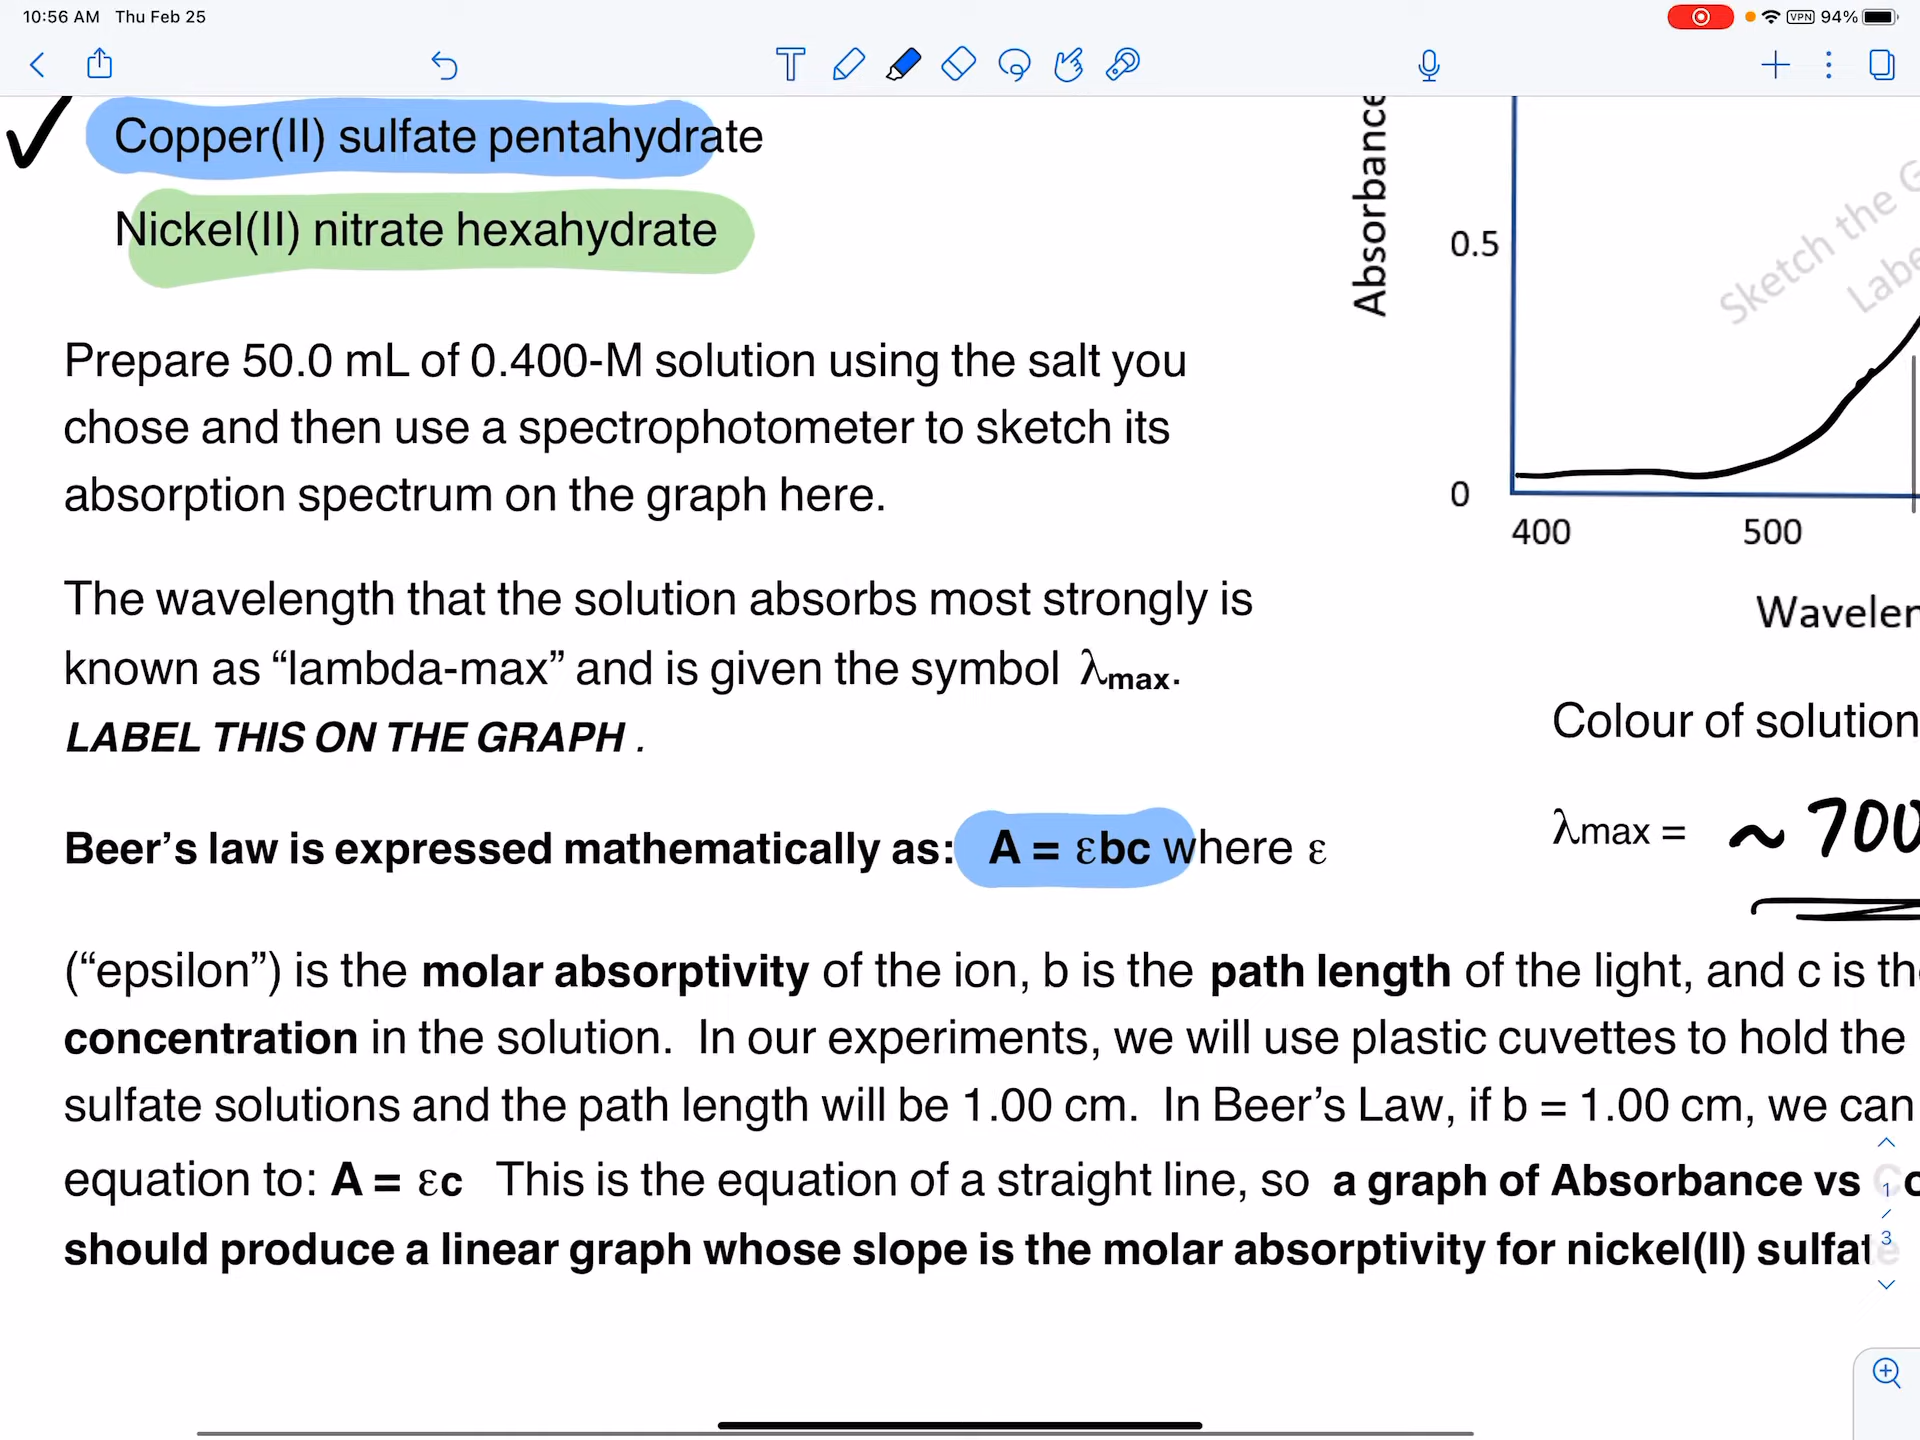 10:56 AM Thu Feb 25
VPN 94%
Copper(II) sulfate pentahydrate
Nickel(II) nitrate hexahydrate
Prepare 50.0 mL of 0.400-M solution using the salt you
chose and then use a spectrophotometer to sketch its
absorption spectrum on the graph here.
The wavelength that the solution absorbs most strongly is
known as “lambda-max” and is given the symbol λmax.
LABEL THIS ON THE GRAPH .
Beer’s law is expressed mathematically as: A = εbc where ε
(“epsilon”) is the molar absorptivity of the ion, b is the path length of the light, and c is the
concentration in the solution. In our experiments, we will use plastic cuvettes to hold the
sulfate solutions and the path length will be 1.00 cm. In Beer’s Law, if b = 1.00 cm, we can
equation to: A = εc This is the equation of a straight line, so a graph of Absorbance vs Co
should produce a linear graph whose slope is the molar absorptivity for nickel(II) sulfate
Absorbance
0.5
0
400 500
Sketch the G
Labe
Wavelen
Colour of solution
λmax = ~ 700
1
/
3